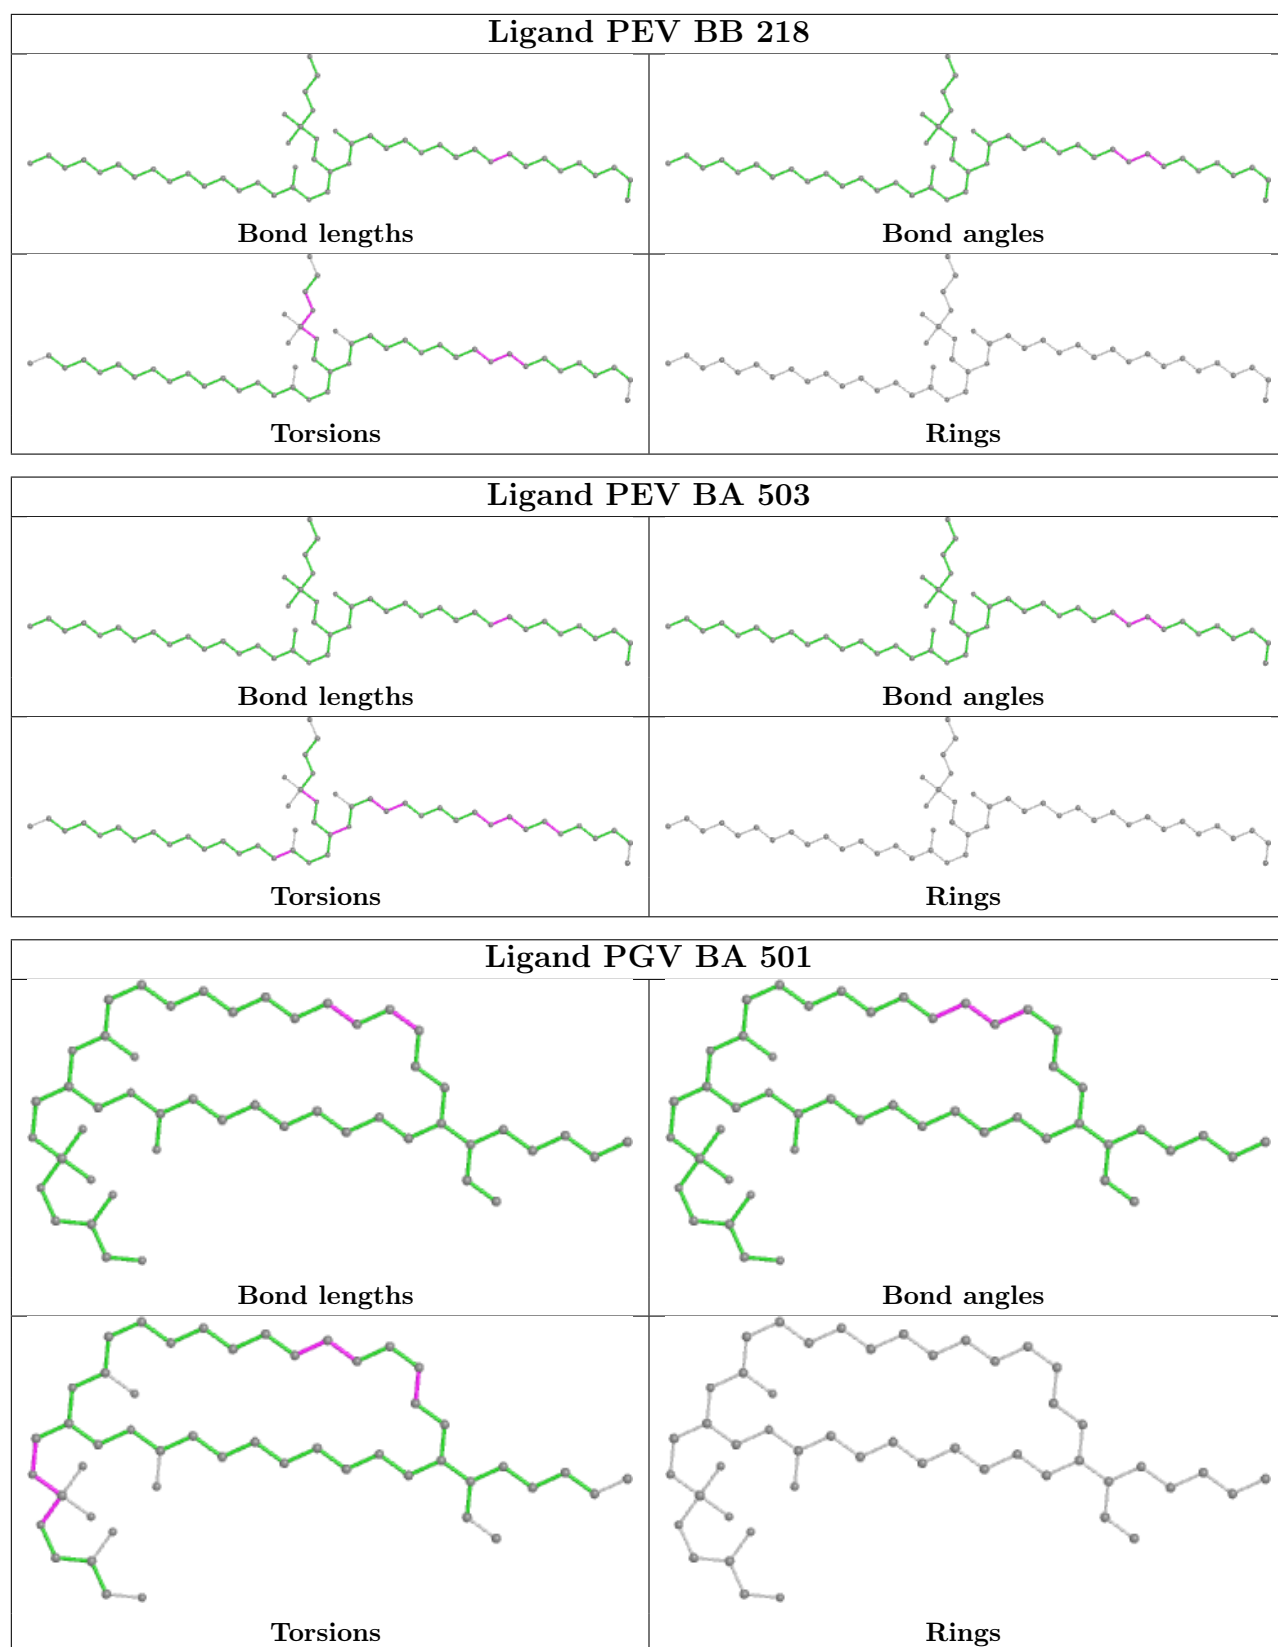 Ligand PEV BB 218
Bond lengths
Bond angles
Torsions
Rings
Ligand PEV BA 503
Bond lengths
Bond angles
Torsions
Rings
Ligand PGV BA 501
Bond lengths
Bond angles
Torsions
Rings